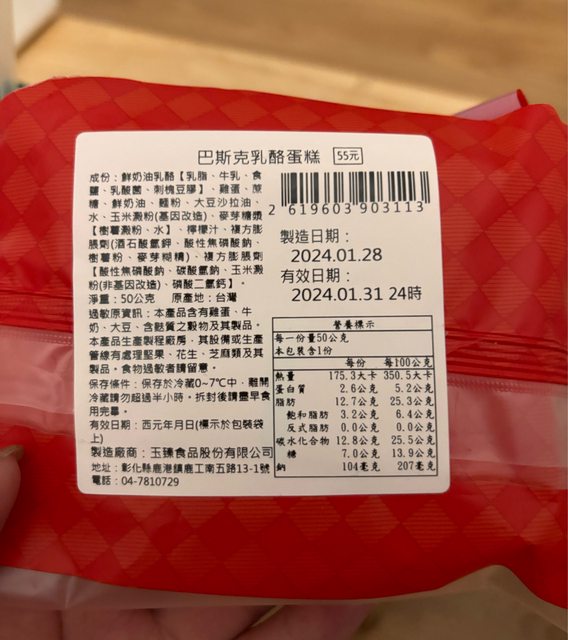 巴斯克乳酪蛋糕 55元
成份：鮮奶油乳酪【乳脂、牛乳、食
鹽、乳酸菌、刺槐豆膠】、雞蛋、蔗
糖、鮮奶油、麵粉、大豆沙拉油、
水、玉米澱粉(基因改造)、麥芽糖漿
【樹薯澱粉、水】、檸檬汁、複方膨
脹劑(酒石酸氫鉀、酸性焦磷酸鈉、
樹薯粉、麥芽糊精)、複方膨脹劑
【酸性焦磷酸鈉、碳酸氫鈉、玉米澱
粉(非基因改造)、磷酸二氫鈣】。
淨重：50公克 原產地：台灣
過敏原資訊：本產品含有雞蛋、牛
奶、大豆、含麩質之穀物及其製品。
本產品生產製程廠房，其設備或生產
管線有處理堅果、花生、芝麻類及其
製品。食物過敏者請留意。
保存條件：保存於冷藏0~7℃中，離開
冷藏請勿超過半小時。拆封後請盡早食
用完畢。
有效日期：西元年月日(標示於包裝袋
上)
製造廠商：玉臻食品股份有限公司
地址：彰化縣鹿港鎮鹿工南五路13-1號
電話：04-7810729
2 619603 903113
製造日期：
2024.01.28
有效日期：
2024.01.31 24時
營養標示
每一份量50公克
本包裝含1份
每份 每100公克
熱量 175.3大卡 350.5大卡
蛋白質 2.6公克 5.2公克
脂肪 12.7公克 25.3公克
飽和脂肪 3.2公克 6.4公克
反式脂肪 0.0公克 0.0公克
碳水化合物 12.8公克 25.5公克
糖 7.0公克 13.9公克
鈉 104毫克 207毫克